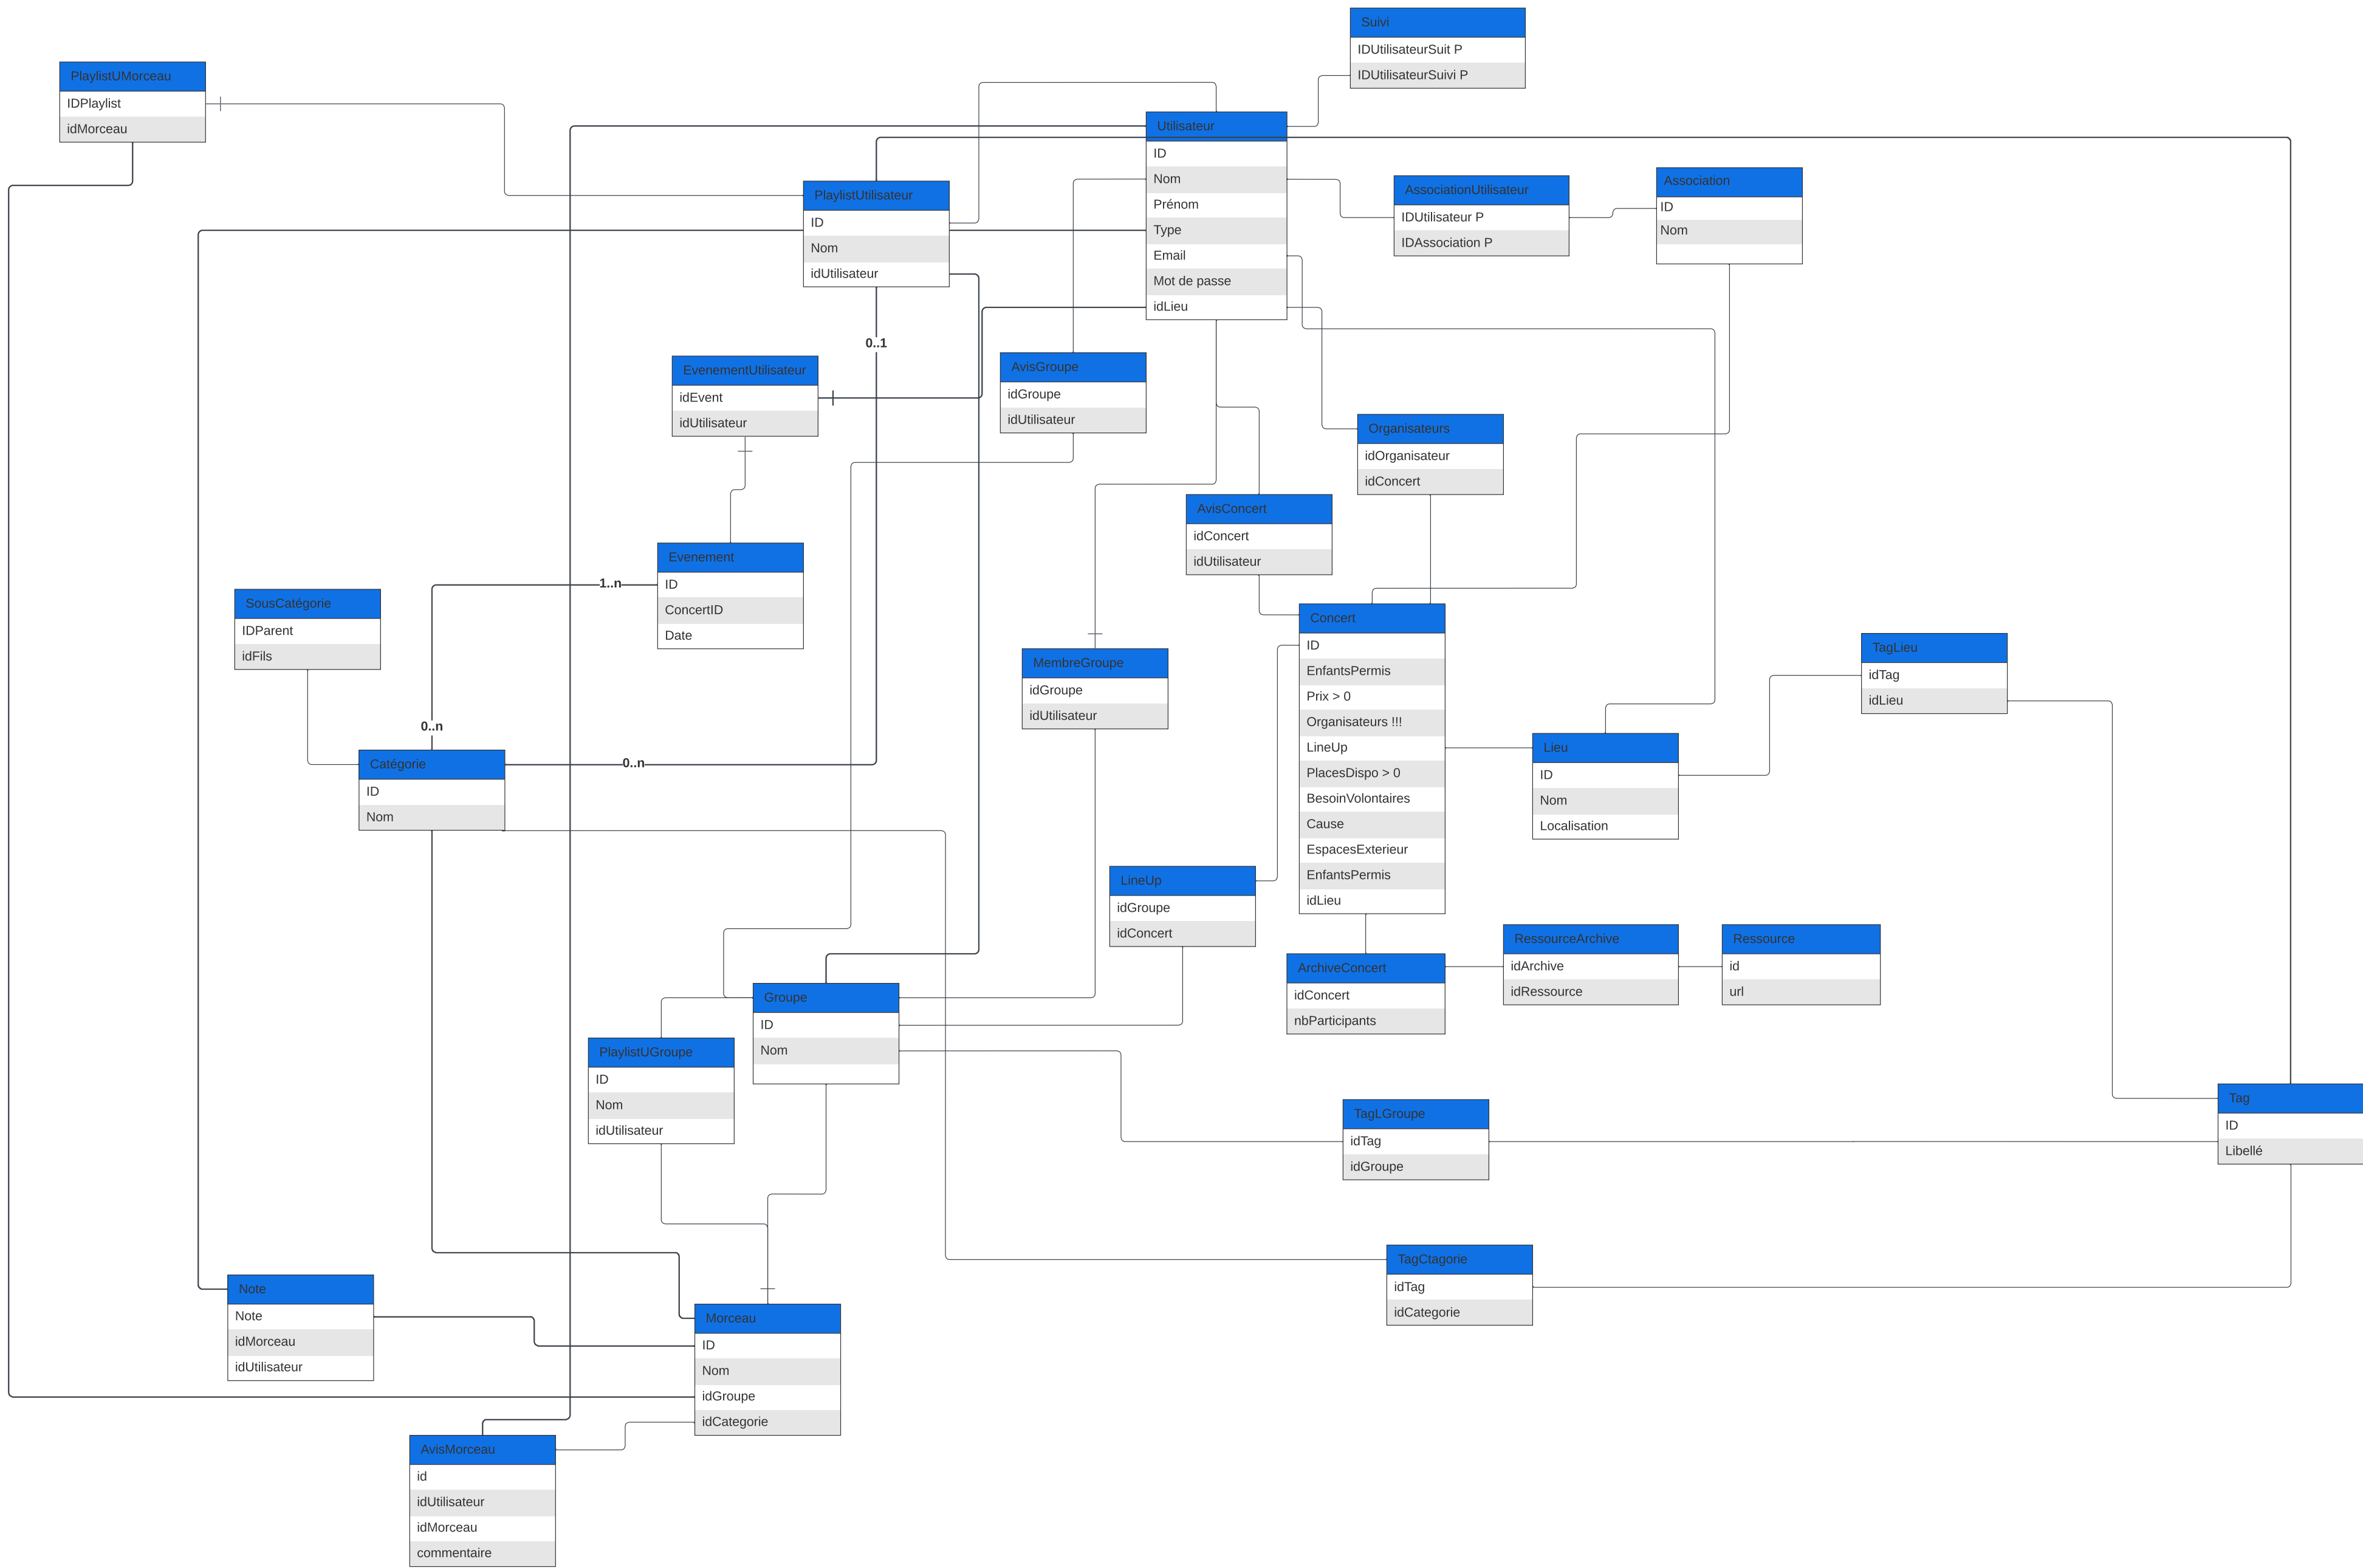 Suivi
IDUtilisateurSuit P
IDUtilisateurSuivi P
PlaylistUMorceau
IDPlaylist
idMorceau
Utilisateur
ID
Nom
Prénom
Type
Email
Mot de passe
idLieu
PlaylistUtilisateur
ID
Nom
idUtilisateur
AssociationUtilisateur
IDUtilisateur P
IDAssociation P
Association
ID
Nom
0..1
EvenementUtilisateur
idEvent
idUtilisateur
AvisGroupe
idGroupe
idUtilisateur
Organisateurs
idOrganisateur
idConcert
AvisConcert
idConcert
idUtilisateur
Evenement
ID
ConcertID
Date
1..n
SousCatégorie
IDParent
idFils
Concert
ID
EnfantsPermis
Prix > 0
Organisateurs !!!
LineUp
PlacesDispo > 0
BesoinVolontaires
Cause
EspacesExterieur
EnfantsPermis
idLieu
MembreGroupe
idGroupe
idUtilisateur
TagLieu
idTag
idLieu
0..n
0..n
Catégorie
ID
Nom
Lieu
ID
Nom
Localisation
LineUp
idGroupe
idConcert
RessourceArchive
idArchive
idRessource
Ressource
id
url
ArchiveConcert
idConcert
nbParticipants
Groupe
ID
Nom
PlaylistUGroupe
ID
Nom
idUtilisateur
TagLGroupe
idTag
idGroupe
Tag
ID
Libellé
TagCtagorie
idTag
idCategorie
Note
Note
idMorceau
idUtilisateur
Morceau
ID
Nom
idGroupe
idCategorie
AvisMorceau
id
idUtilisateur
idMorceau
commentaire